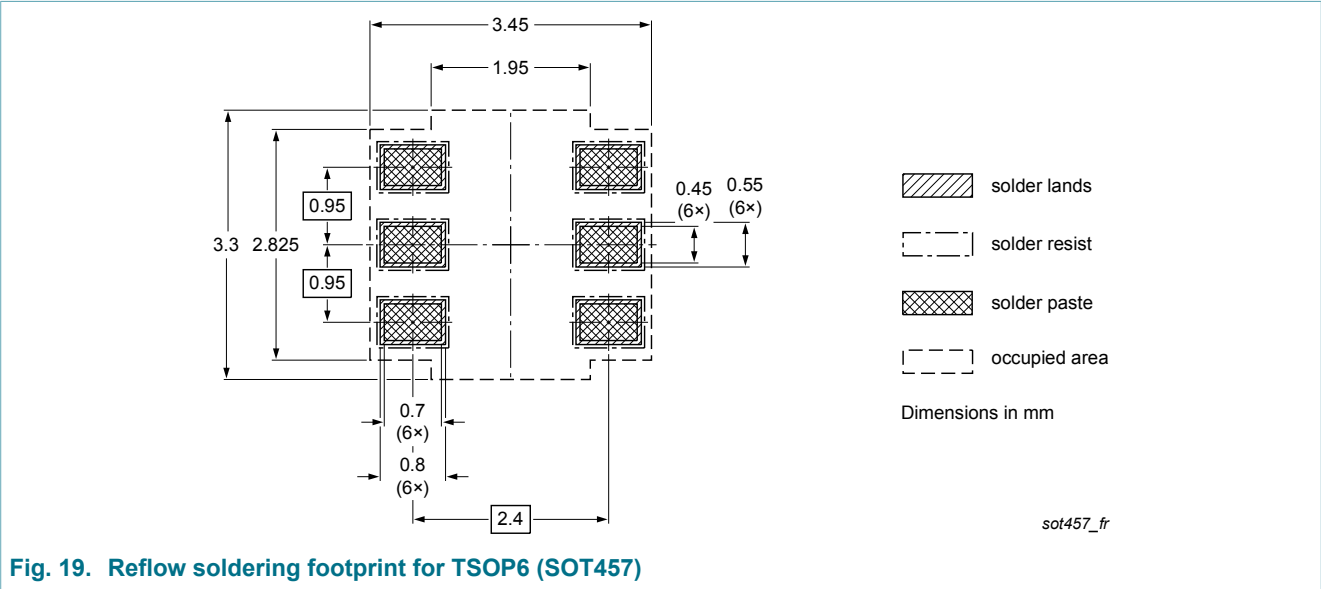 3.45
1.95
0.95
3.3 2.825
0.95
0.45 0.55
(6×) (6×)
0.7
(6×)
0.8
(6×)
2.4
solder lands
solder resist
solder paste
occupied area
Dimensions in mm
sot457_fr
Fig. 19. Reflow soldering footprint for TSOP6 (SOT457)